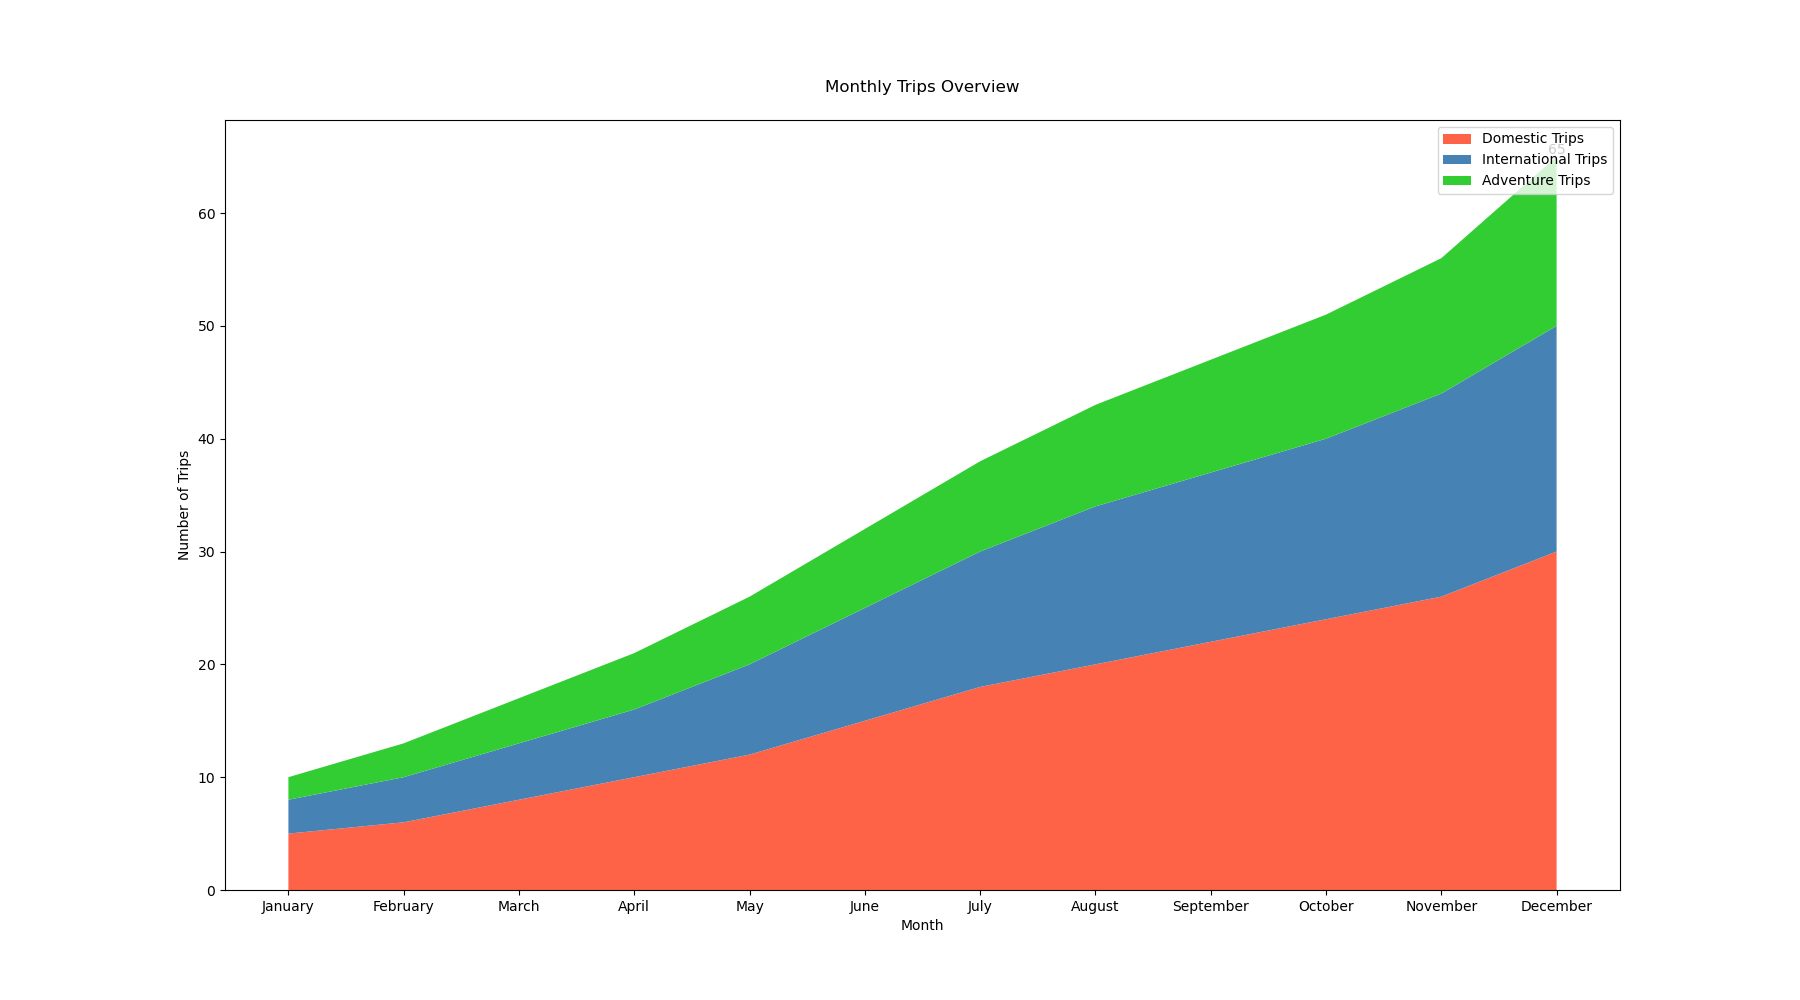 Monthly Trips Overview
Domestic Trips
65
International Trips
Adventure Trips
Number of Trips
60
50
40
30
20
10
0
January February March April May June July August September October November December
Month